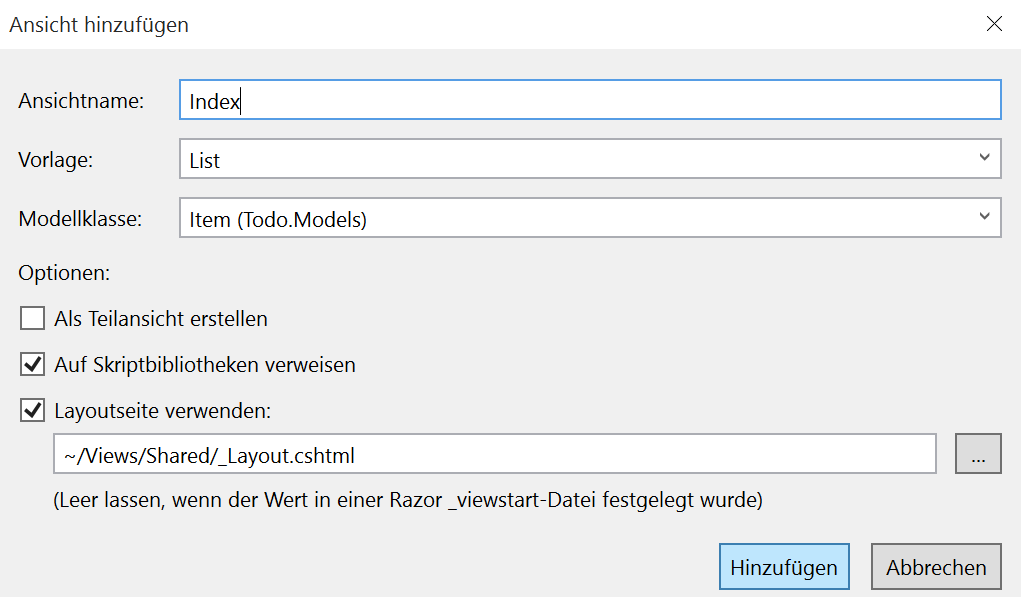 Ansicht hinzufügen
Ansichtname: Index
Vorlage: List
Modellklasse: Item (Todo.Models)
Optionen:
Als Teilansicht erstellen
Auf Skriptbibliotheken verweisen
Layoutseite verwenden:
~/Views/Shared/_Layout.cshtml ...
(Leer lassen, wenn der Wert in einer Razor _viewstart-Datei festgelegt wurde)
Hinzufügen Abbrechen